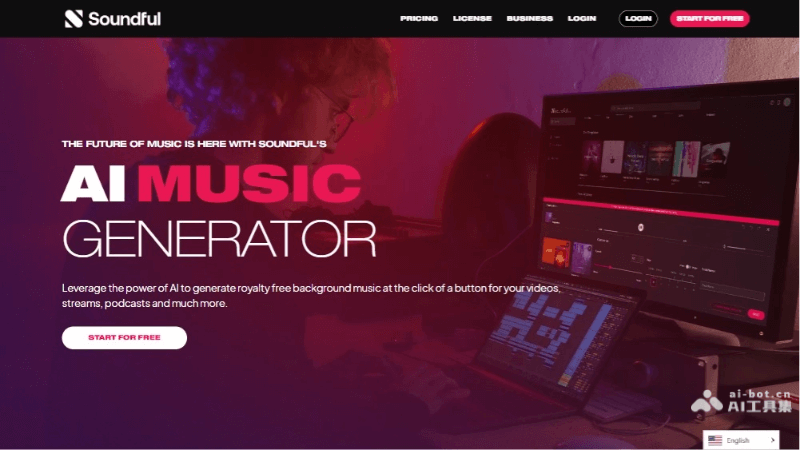 Soundful
PRICING LICENSE BUSINESS LOGIN LOGIN START FOR FREE
THE FUTURE OF MUSIC IS HERE WITH SOUNDFUL'S
AI MUSIC
GENERATOR
Leverage the power of AI to generate royalty free background music at the click of a button for your videos,
streams, podcasts and much more.
START FOR FREE
ai-bot.cn
AI工具集
English